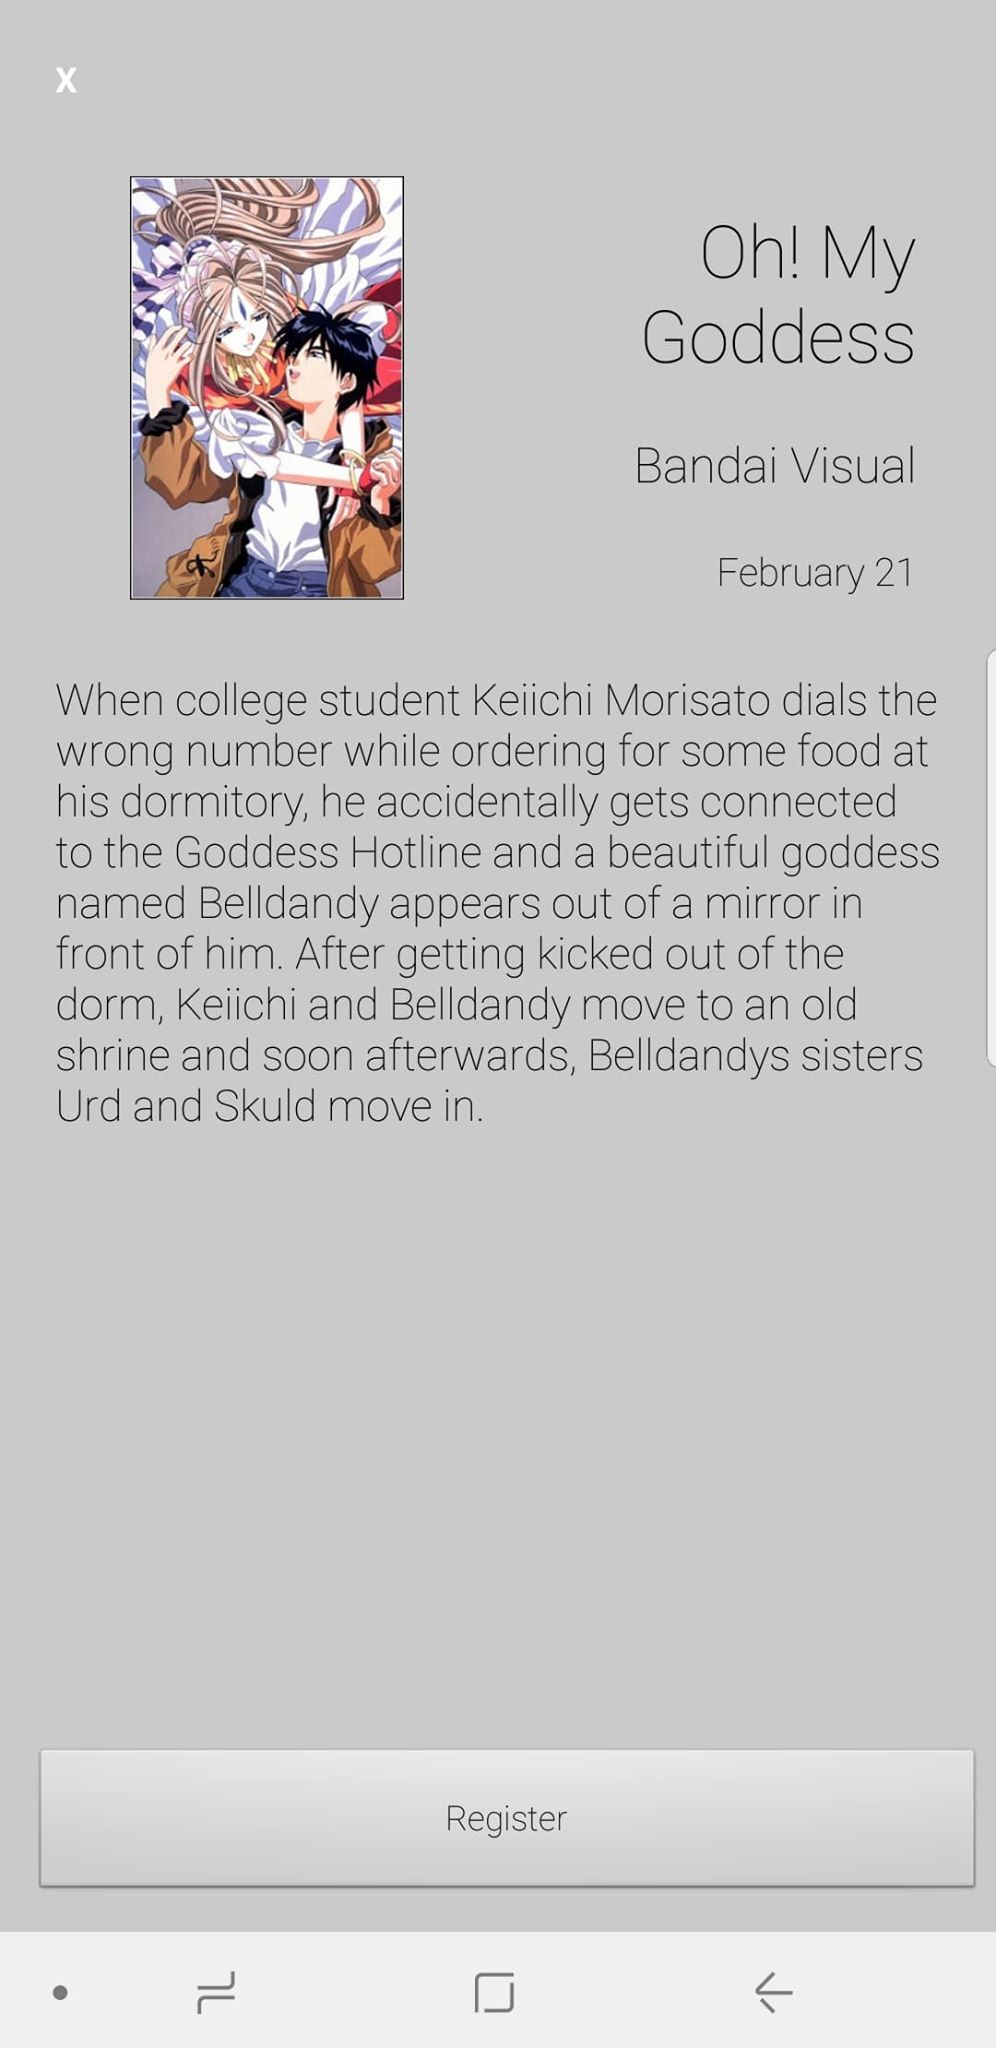 X
Oh! My
Goddess
Bandai Visual
February 21
When college student Keiichi Morisato dials the
wrong number while ordering for some food at
his dormitory, he accidentally gets connected
to the Goddess Hotline and a beautiful goddess
named Belldandy appears out of a mirror in
front of him. After getting kicked out of the
dorm, Keiichi and Belldandy move to an old
shrine and soon afterwards, Belldandys sisters
Urd and Skuld move in.
Register